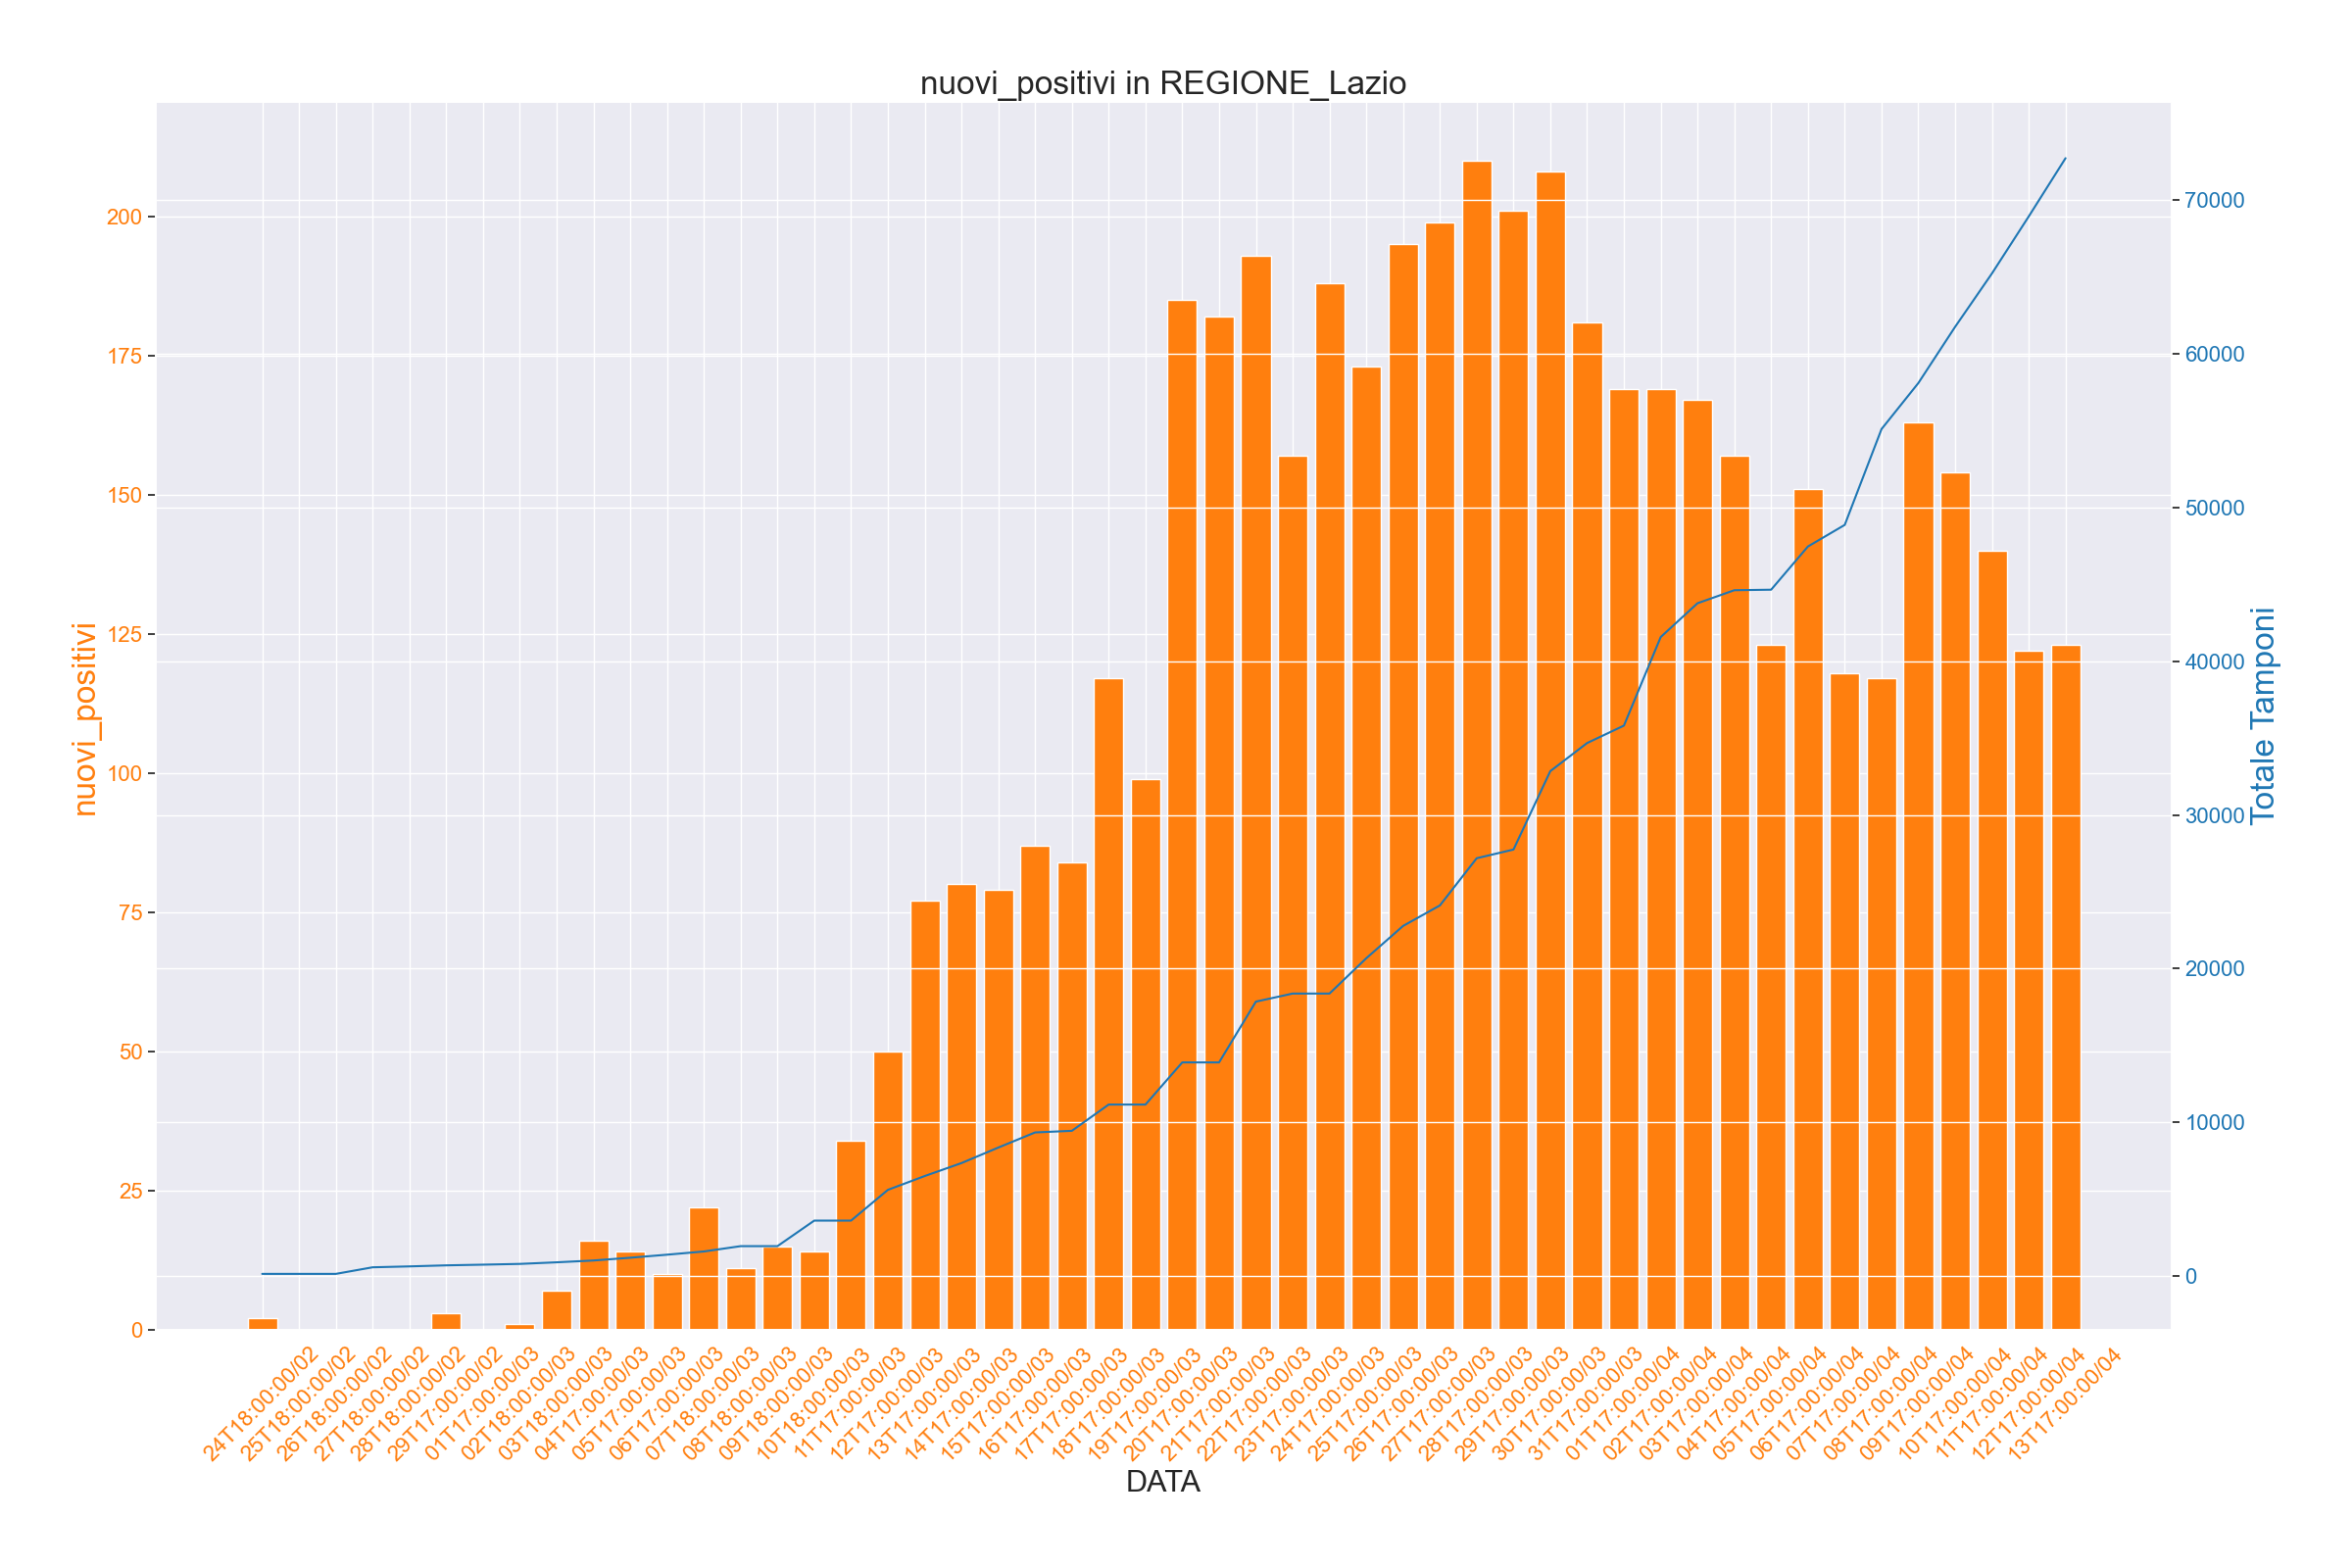 nuovi_positivi in REGIONE_Lazio
nuovi_positivi
200
175
150
125
100
75
50
25
0
Totale Tamponi
70000
60000
50000
40000
30000
20000
10000
0
24T18:00:00/02
25T18:00:00/02
26T18:00:00/02
27T18:00:00/02
28T18:00:00/02
29T17:00:00/02
01T17:00:00/03
02T18:00:00/03
03T18:00:00/03
04T17:00:00/03
05T17:00:00/03
06T17:00:00/03
07T18:00:00/03
08T18:00:00/03
09T18:00:00/03
10T18:00:00/03
11T17:00:00/03
12T17:00:00/03
13T17:00:00/03
14T17:00:00/03
15T17:00:00/03
16T17:00:00/03
17T17:00:00/03
18T17:00:00/03
19T17:00:00/03
20T17:00:00/03
21T17:00:00/03
22T17:00:00/03
23T17:00:00/03
24T17:00:00/03
25T17:00:00/03
26T17:00:00/03
27T17:00:00/03
28T17:00:00/03
29T17:00:00/03
30T17:00:00/03
31T17:00:00/03
01T17:00:00/04
02T17:00:00/04
03T17:00:00/04
04T17:00:00/04
05T17:00:00/04
06T17:00:00/04
07T17:00:00/04
08T17:00:00/04
09T17:00:00/04
10T17:00:00/04
11T17:00:00/04
12T17:00:00/04
13T17:00:00/04
DATA